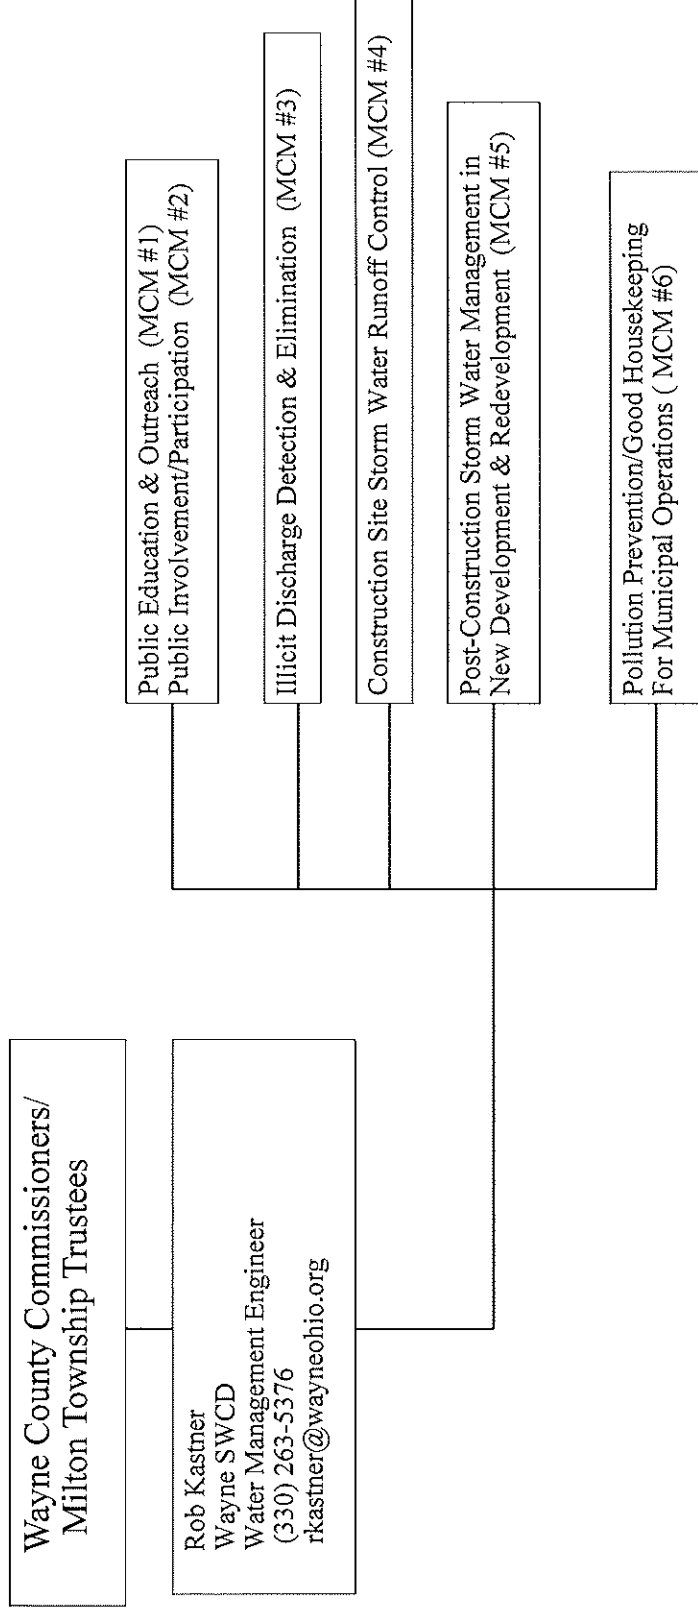 Wayne County Commissioners/
Milton Township Trustees
Rob Kastner
Wayne SWCD
Water Management Engineer
(330) 263-5376
rkastner@wayneohio.org
Public Education & Outreach (MCM #1)
Public Involvement/Participation (MCM #2)
Illicit Discharge Detection & Elimination (MCM #3)
Construction Site Storm Water Runoff Control (MCM #4)
Post-Construction Storm Water Management in
New Development & Redevelopment (MCM #5)
Pollution Prevention/Good Housekeeping
For Municipal Operations ( MCM #6)